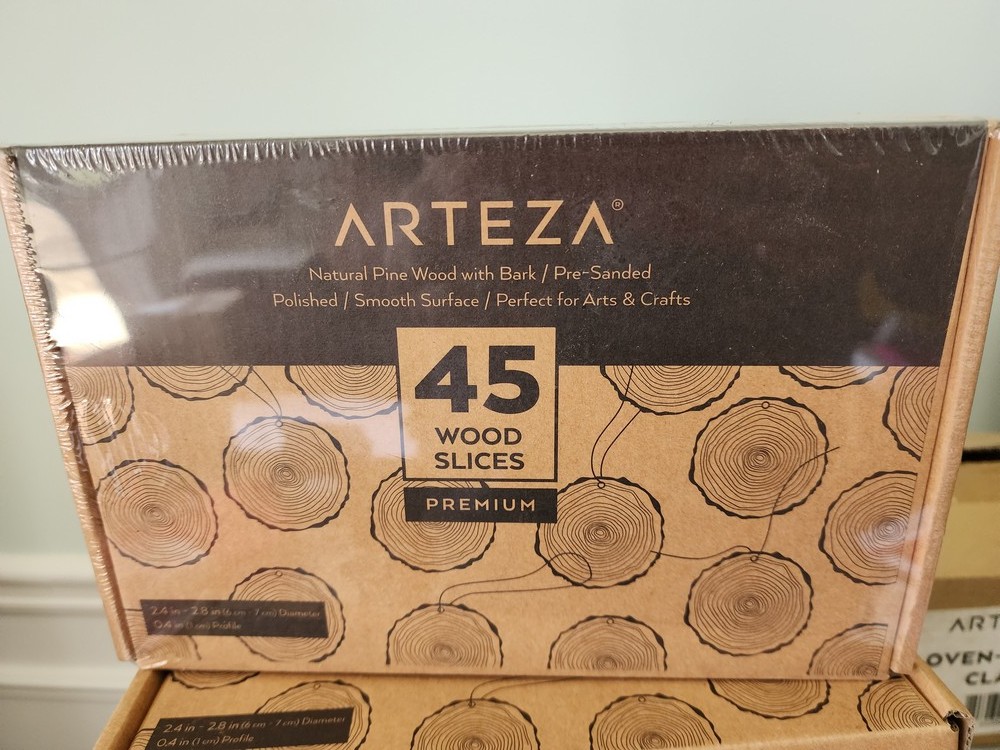 ARTEZA®
Natural Pine Wood with Bark / Pre-Sanded
Polished / Smooth Surface / Perfect for Arts & Crafts
45
WOOD
SLICES
PREMIUM
2.4 in - 2.8 in (6 cm - 7 cm) Diameter
0.4 in (1 cm) Profile
2.4 in - 2.8 in (6 cm - 7 cm) Diameter
0.4 in (1 cm) Profile
ART
OVEN-
CLA